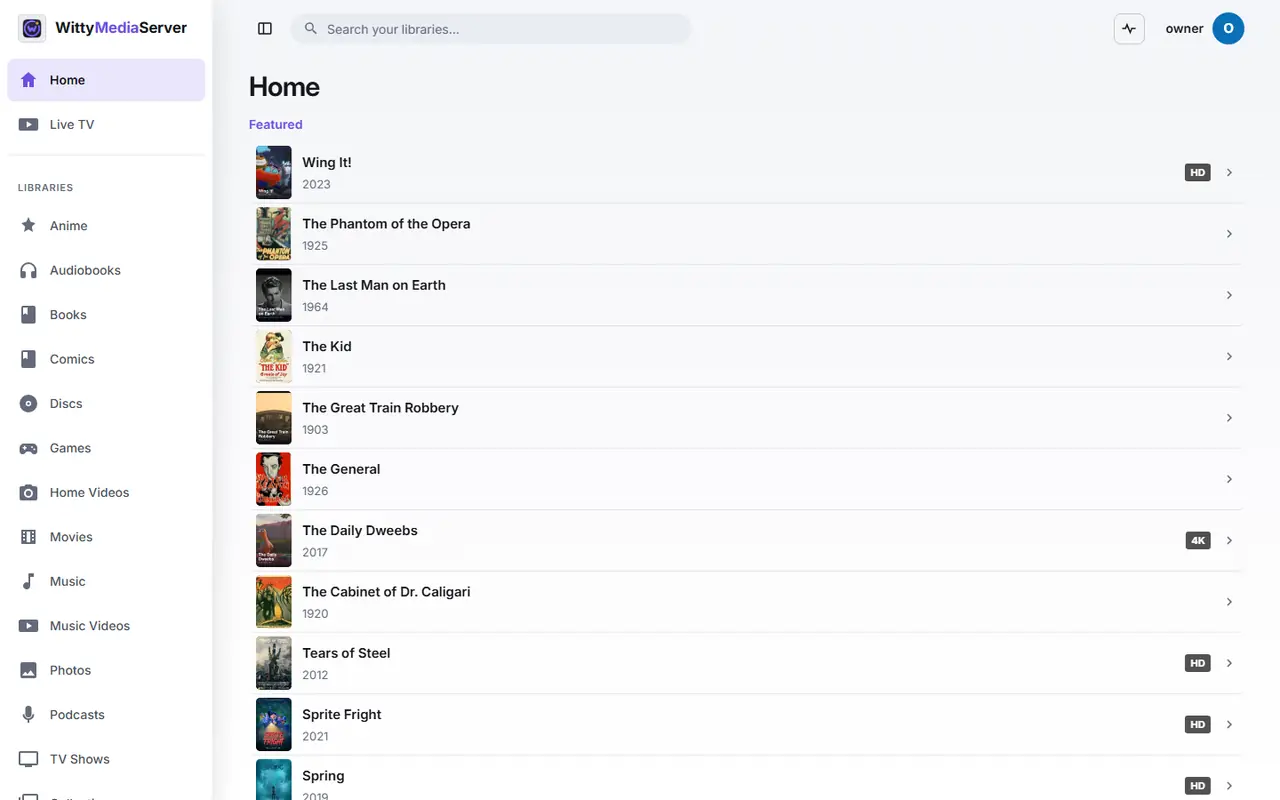 WittyMediaServer
Search your libraries...
owner
O
Home
Live TV
LIBRARIES
Anime
Audiobooks
Books
Comics
Discs
Games
Home Videos
Movies
Music
Music Videos
Photos
Podcasts
TV Shows
Home
Featured
Wing It!
2023
HD
The Phantom of the Opera
1925
The Last Man on Earth
1964
The Kid
1921
"THE KID"
The Great Train Robbery
1903
The General
1926
The Daily Dweebs
2017
4K
The Cabinet of Dr. Caligari
1920
Tears of Steel
2012
HD
Sprite Fright
2021
HD
Spring
2019
HD